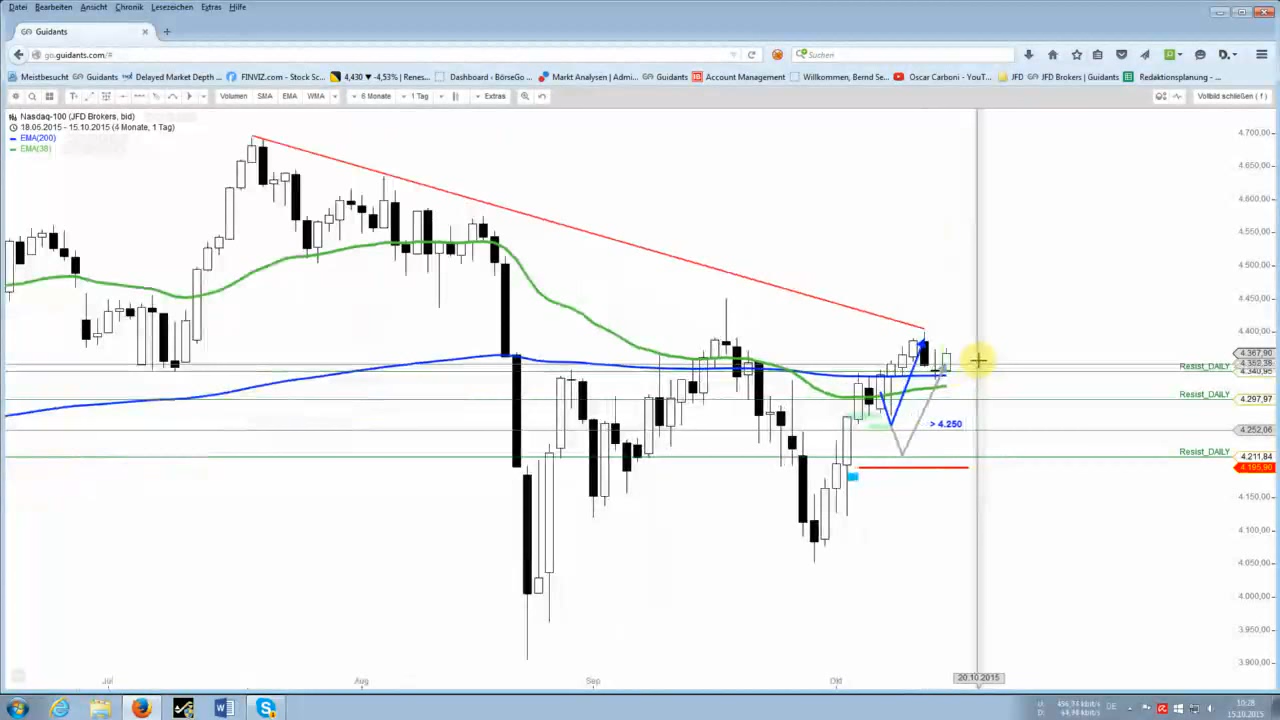 Datei Bearbeiten Ansicht Chronik Lesezeichen Extras Hilfe
Guidants
go.guidants.com/#
Suchen
Meistbesucht Guidants Delayed Market Depth ... FINVIZ.com - Stock Sc... 4,430 ▼ -4,53% | Renes... Dashboard - BörseGo ... Markt Analysen | Admi... Guidants Account Management Willkommen, Bernd Se... Oscar Carboni - YouT... JFD JFD Brokers | Guidants Redaktionsplanung - ...
Volumen SMA EMA WMA 6 Monate 1 Tag Extras Vollbild schließen ( f )
Nasdaq-100 (JFD Brokers, bid)
18.05.2015 - 15.10.2015 (4 Monate, 1 Tag)
EMA(200)
EMA(38)
4.700,00
4.650,00
4.600,00
4.550,00
4.500,00
4.450,00
4.400,00
4.367,90
Resist_DAILY
4.340,95
Resist_DAILY 4.297,97
> 4.250
4.252,06
Resist_DAILY 4.211,84
4.195,90
4.150,00
4.100,00
4.050,00
4.000,00
3.950,00
3.900,00
Jul Aug Sep Okt 20.10.2015
DE 10:28
15.10.2015